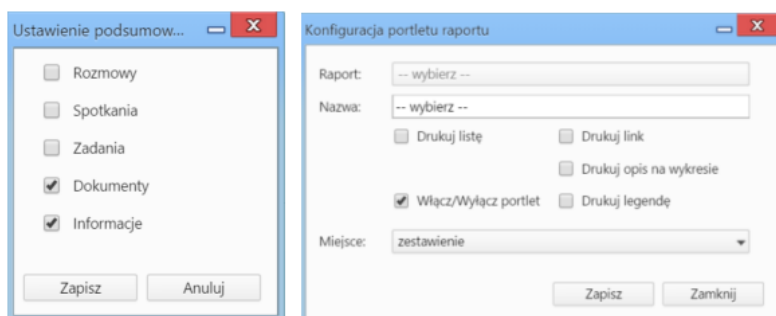 Ustawienie podsumow...
Rozmowy
Spotkania
Zadania
Dokumenty
Informacje
Zapisz Anuluj
Konfiguracja portletu raportu
Raport: -- wybierz --
Nazwa: -- wybierz --
Drukuj listę Drukuj link
Drukuj opis na wykresie
Włącz/Wyłącz portlet Drukuj legendę
Miejsce: zestawienie
Zapisz Zamknij